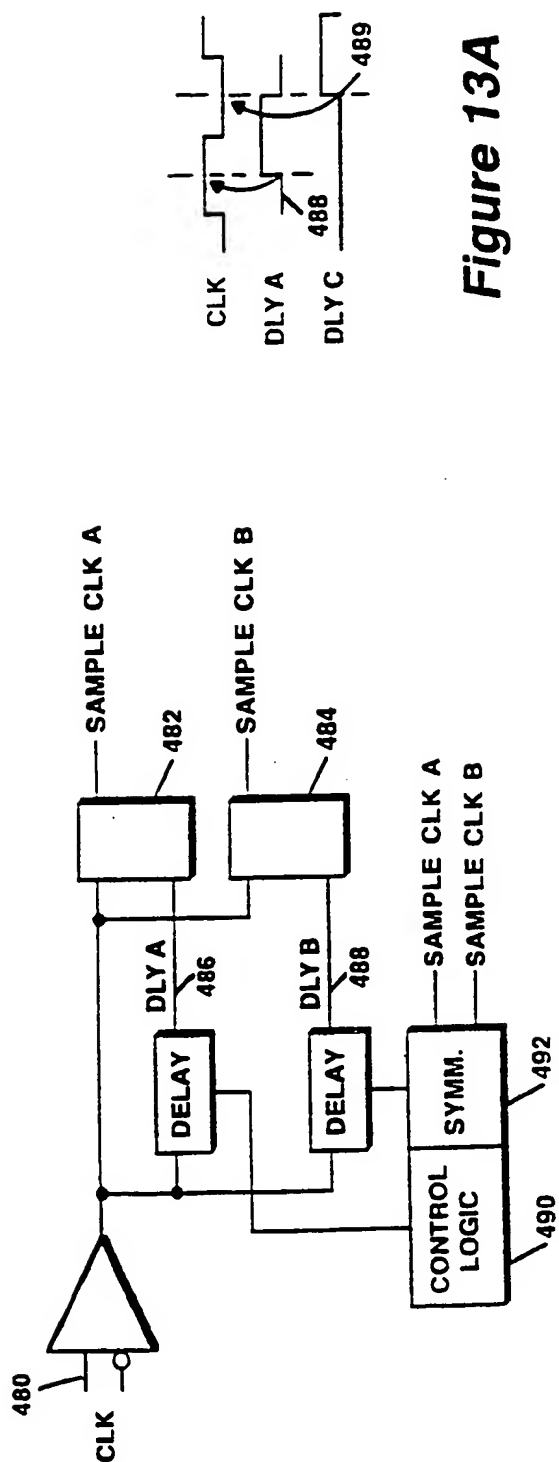 480
CLK
DELAY
DLY A
486
482
SAMPLE CLK A
DELAY
DLY B
488
484
SAMPLE CLK B
CONTROL
LOGIC
490
SYMM.
492
SAMPLE CLK A
SAMPLE CLK B
CLK
DLY A
488
489
DLY C
Figure 13A